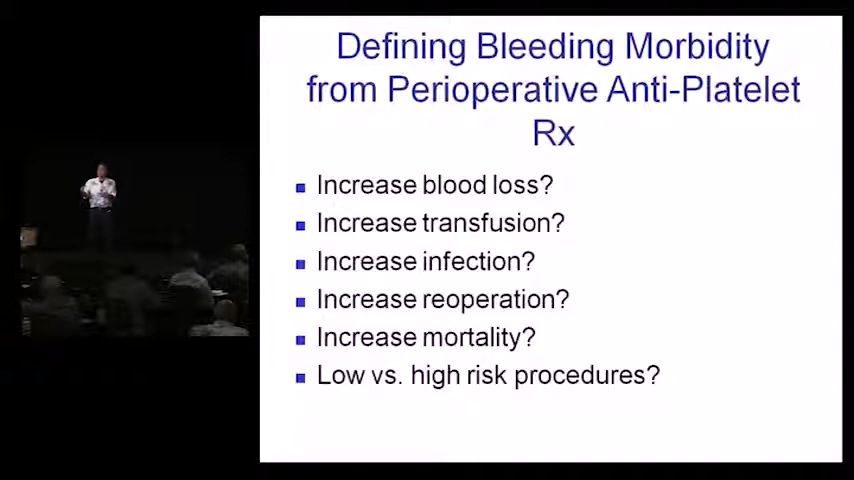 Defining Bleeding Morbidity
from Perioperative Anti-Platelet
Rx
Increase blood loss?
Increase transfusion?
Increase infection?
Increase reoperation?
Increase mortality?
Low vs. high risk procedures?